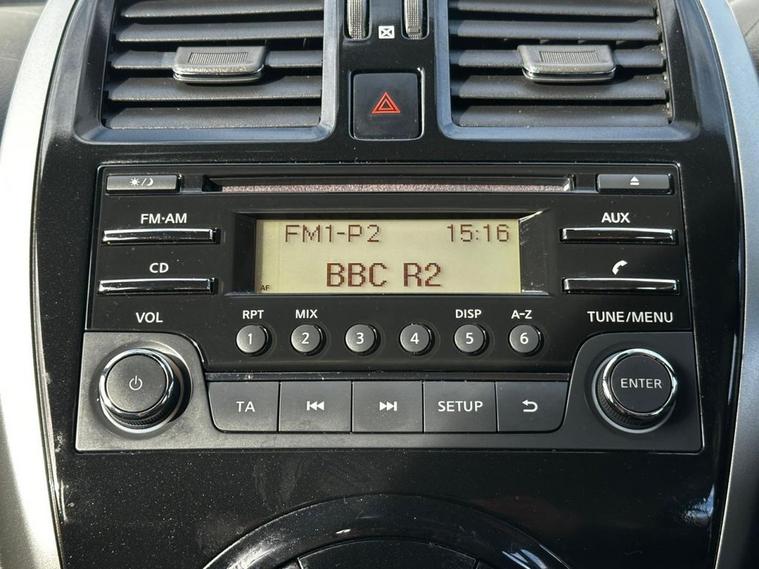 FM·AM
AUX
FM1-P2 15:16
CD
AF
BBC R2
VOL
RPT MIX DISP A-Z
TUNE/MENU
1 2 3 4 5 6
ENTER
TA SETUP